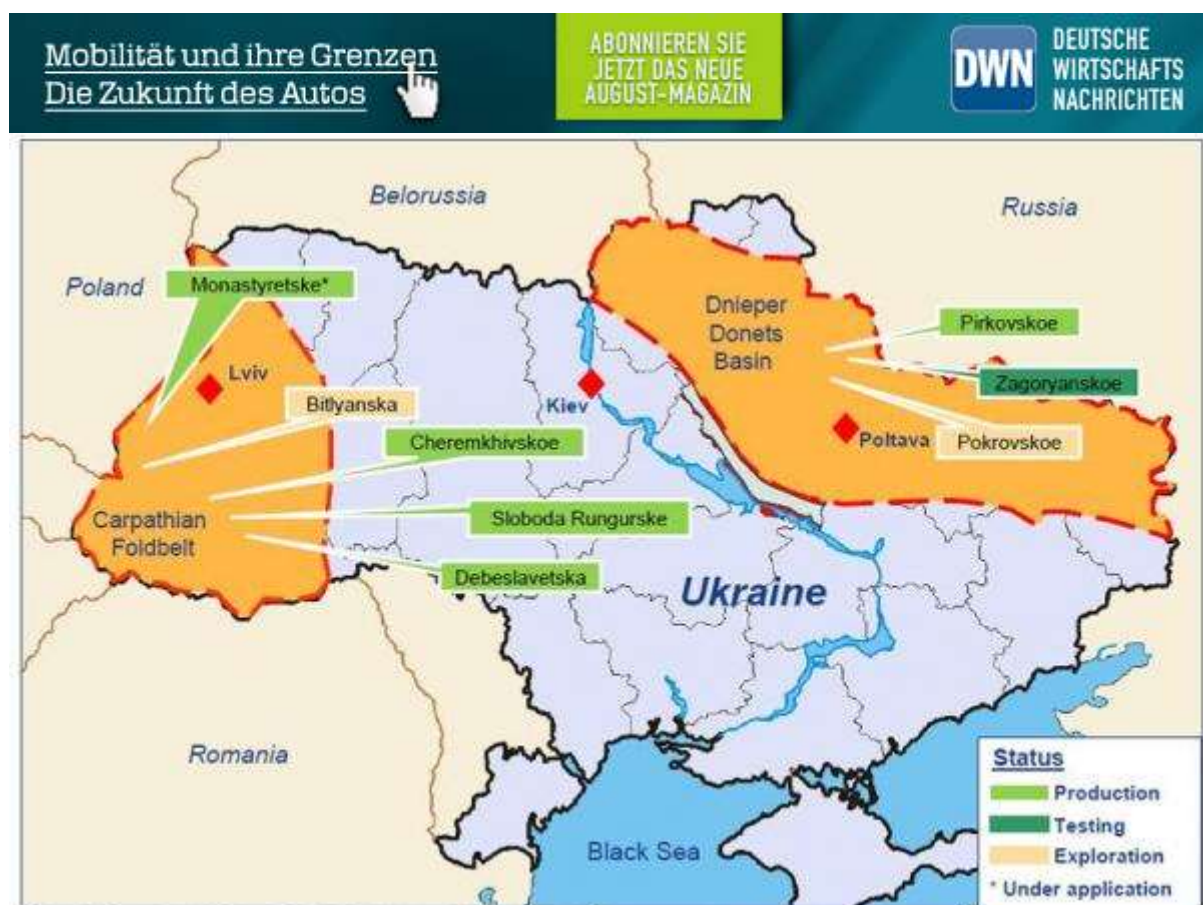 Mobilität und ihre Grenzen
Die Zukunft des Autos
ABONNIEREN SIE
JETZT DAS NEUE
AUGUST-MAGAZIN
DWN
DEUTSCHE
WIRTSCHAFTS
NACHRICHTEN
Belorussia
Russia
Poland
Monastyretske*
Dnieper
Donets
Basin
Pirkovskoe
Lviv
Zagoryanskoe
Bitlyanska
Kiev
Cheremkhivskoe
Poltava
Pokrovskoe
Carpathian
Foldbelt
Sloboda Rungurske
Debeslavetska
Ukraine
Romania
Black Sea
Status
Production
Testing
Exploration
* Under application